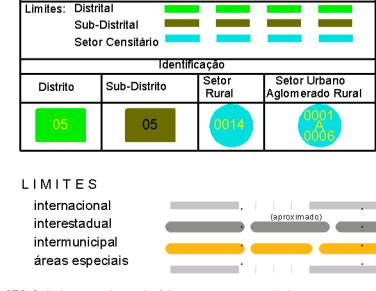 Limites: Distrital
Sub-Distrital
Setor Censitário
Identificação
Distrito Sub-Distrito Setor Rural Setor Urbano Aglomerado Rural
05 05 0014 0001 A 0006
LIMITES
internacional
(aproximado)
interestadual
intermunicipal
áreas especiais